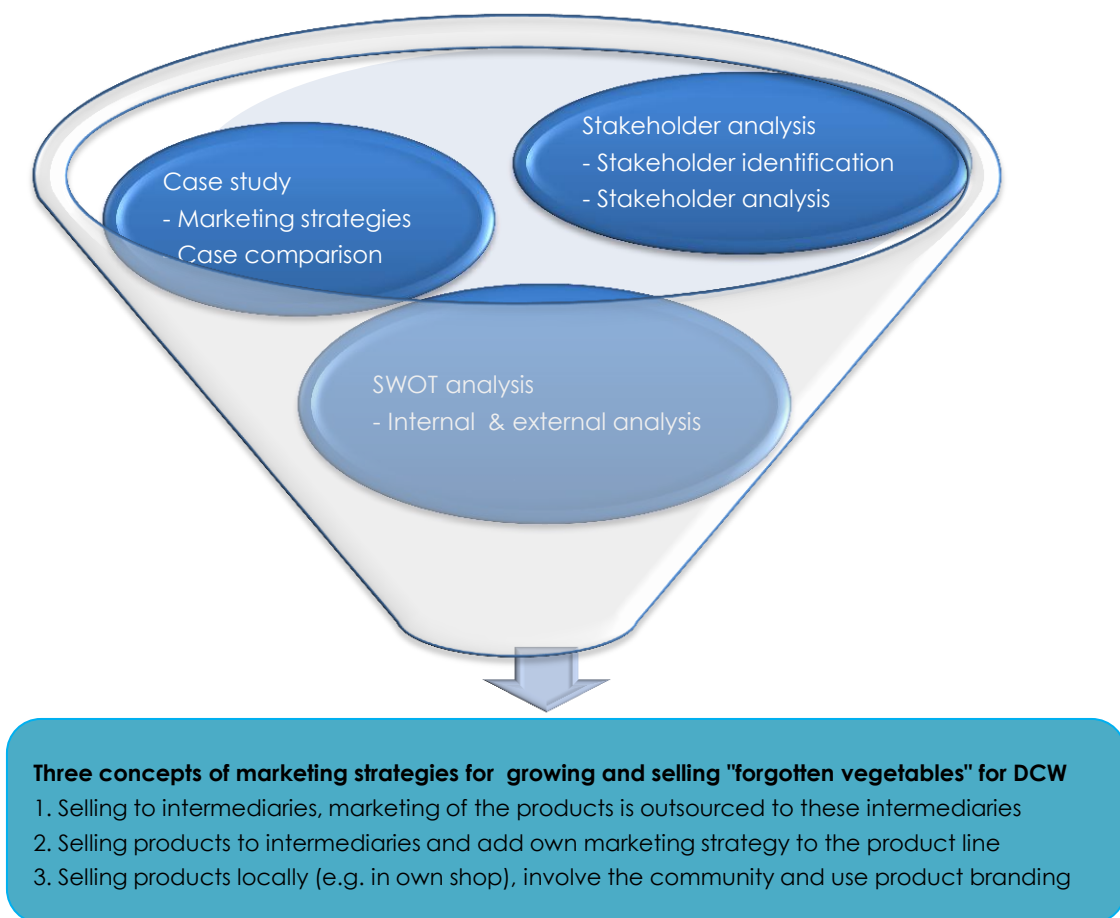 Case study
- Marketing strategies
- Case comparison
Stakeholder analysis
- Stakeholder identification
- Stakeholder analysis
SWOT analysis
- Internal & external analysis
Three concepts of marketing strategies for growing and selling "forgotten vegetables" for DCW
1. Selling to intermediaries, marketing of the products is outsourced to these intermediaries
2. Selling products to intermediaries and add own marketing strategy to the product line
3. Selling products locally (e.g. in own shop), involve the community and use product branding